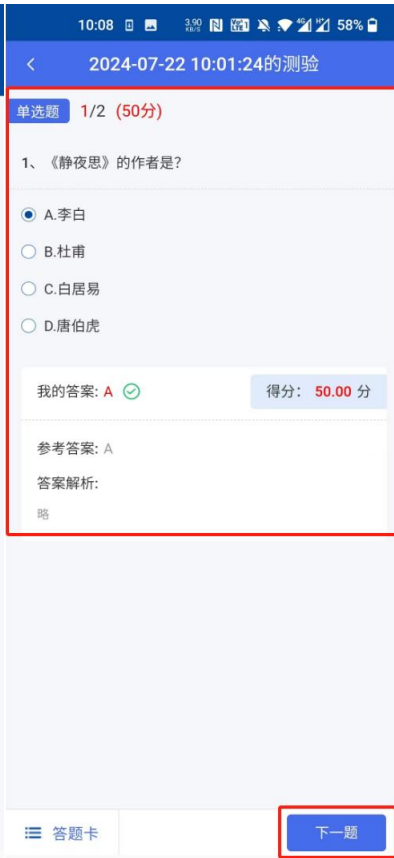 10:08 3.90 KB/S 58%
2024-07-22 10:01:24的测验
单选题 1/2 (50分)
1、《静夜思》的作者是?
A.李白
B.杜甫
C.白居易
D.唐伯虎
我的答案: A 得分: 50.00 分
参考答案: A
答案解析:
略
答题卡 下一题